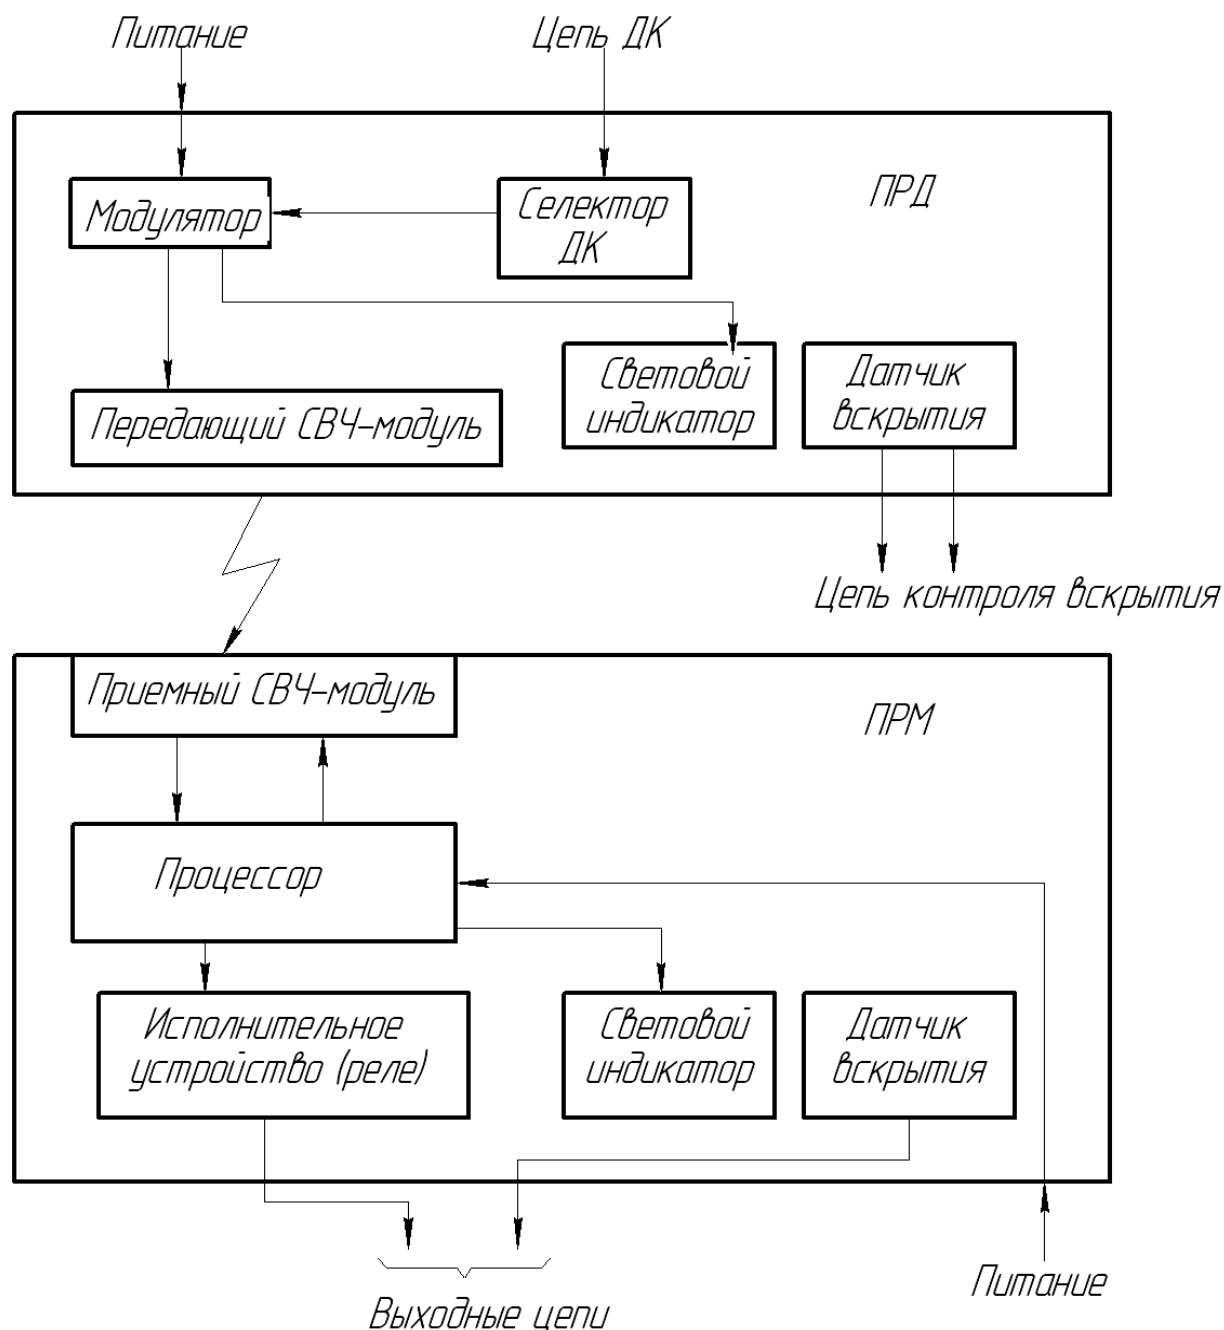 Питание
Цепь ДК
Модулятор
Селектор
ДК
ПРД
Передающий СВЧ-модуль
Световой
индикатор
Датчик
вскрытия
Цепь контроля вскрытия
Приемный СВЧ-модуль
ПРМ
Процессор
Исполнительное
устройство (реле)
Световой
индикатор
Датчик
вскрытия
Питание
Выходные цепи